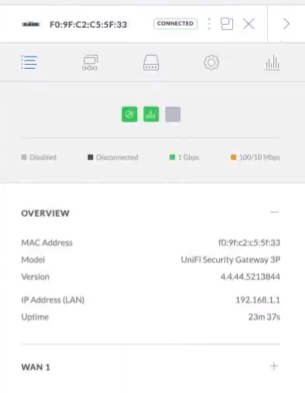 F0:9F:C2:C5:5F:33 CONNECTED
Disabled Disconnected 1 Gbps 100/10 Mbps
OVERVIEW
MAC Address f0:9f:c2:c5:5f:33
Model UniFi Security Gateway 3P
Version 4.4.44.5213844
IP Address (LAN) 192.168.1.1
Uptime 23m 37s
WAN 1